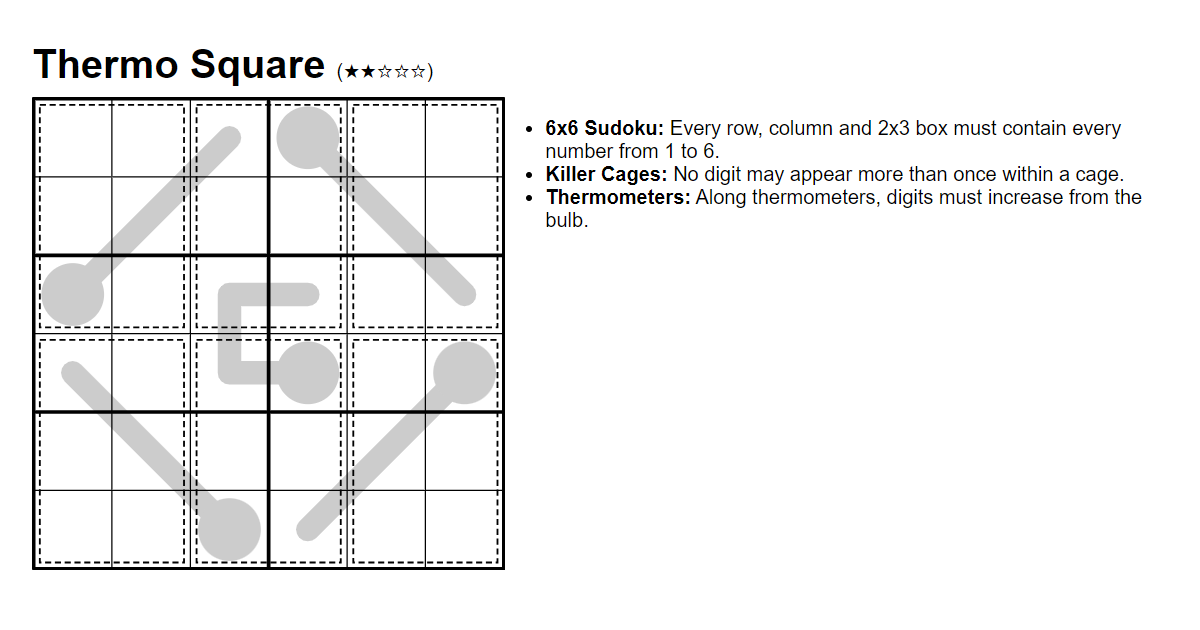 Thermo Square (★★☆☆☆)
• 6x6 Sudoku: Every row, column and 2x3 box must contain every
number from 1 to 6.
• Killer Cages: No digit may appear more than once within a cage.
• Thermometers: Along thermometers, digits must increase from the
bulb.